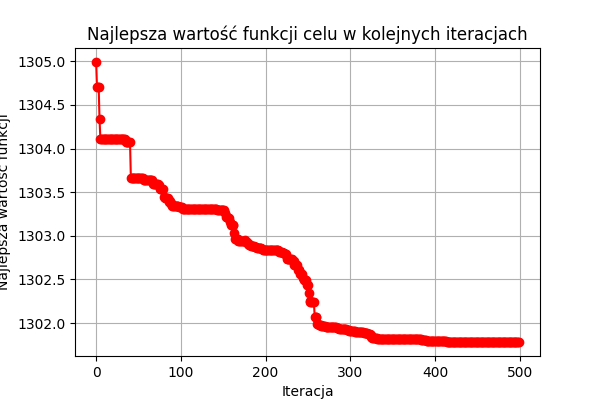 Najlepsza wartość funkcji celu w kolejnych iteracjach
Najlepsza wartość funkcji
1305.0
1304.5
1304.0
1303.5
1303.0
1302.5
1302.0
0 100 200 300 400 500
Iteracja